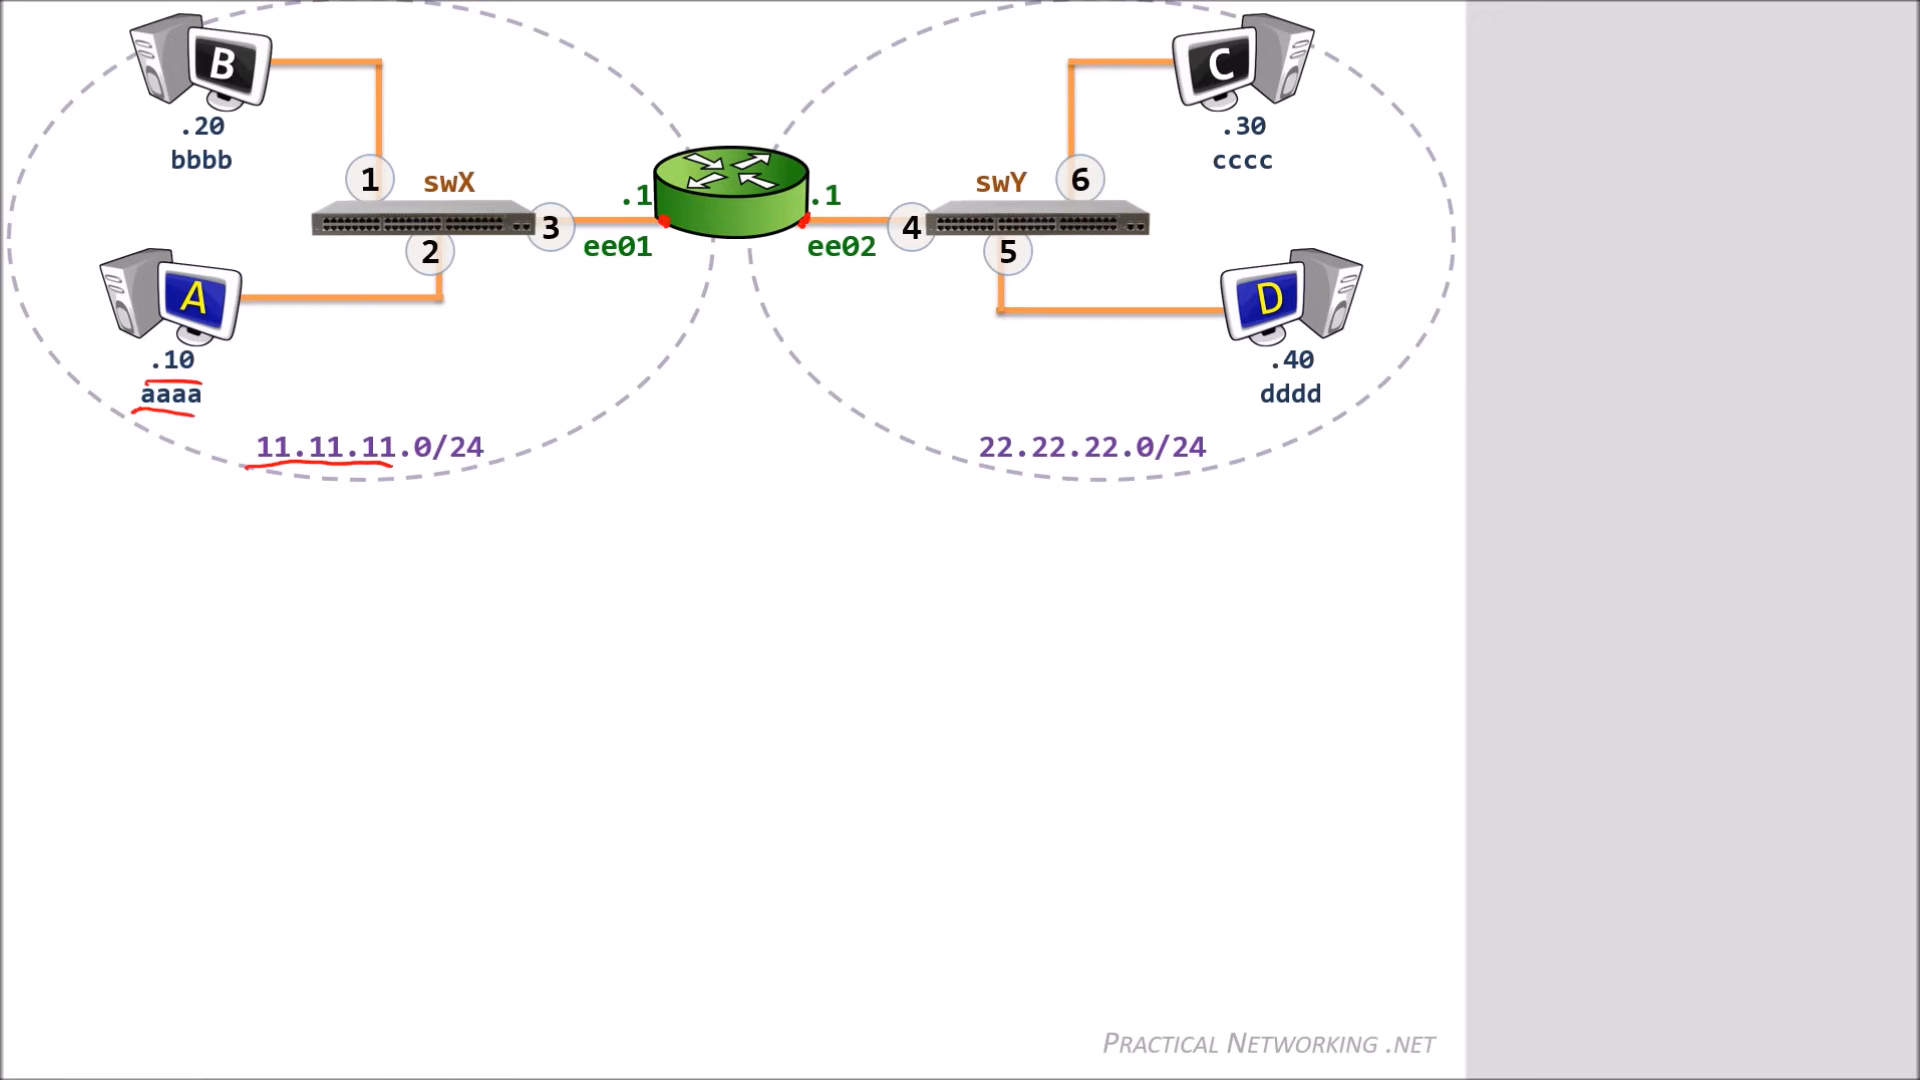 B
.20
bbbb
1
swX
2
3
A
.10
aaaa
11.11.11.0/24
.1
ee01
.1
ee02
4
swY
6
5
C
.30
cccc
D
.40
dddd
22.22.22.0/24
PRACTICAL NETWORKING .NET